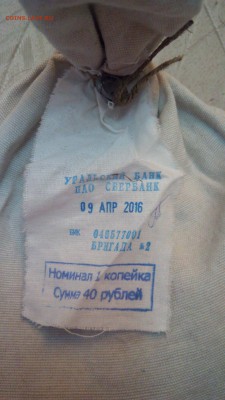 УРАЛЬСКИЙ БАНК
ПАО СБЕРБАНК
09 АПР 2016
БИК 046577001
БРИГАДА №2
Номинал 1 копейка
Сумма 40 рублей